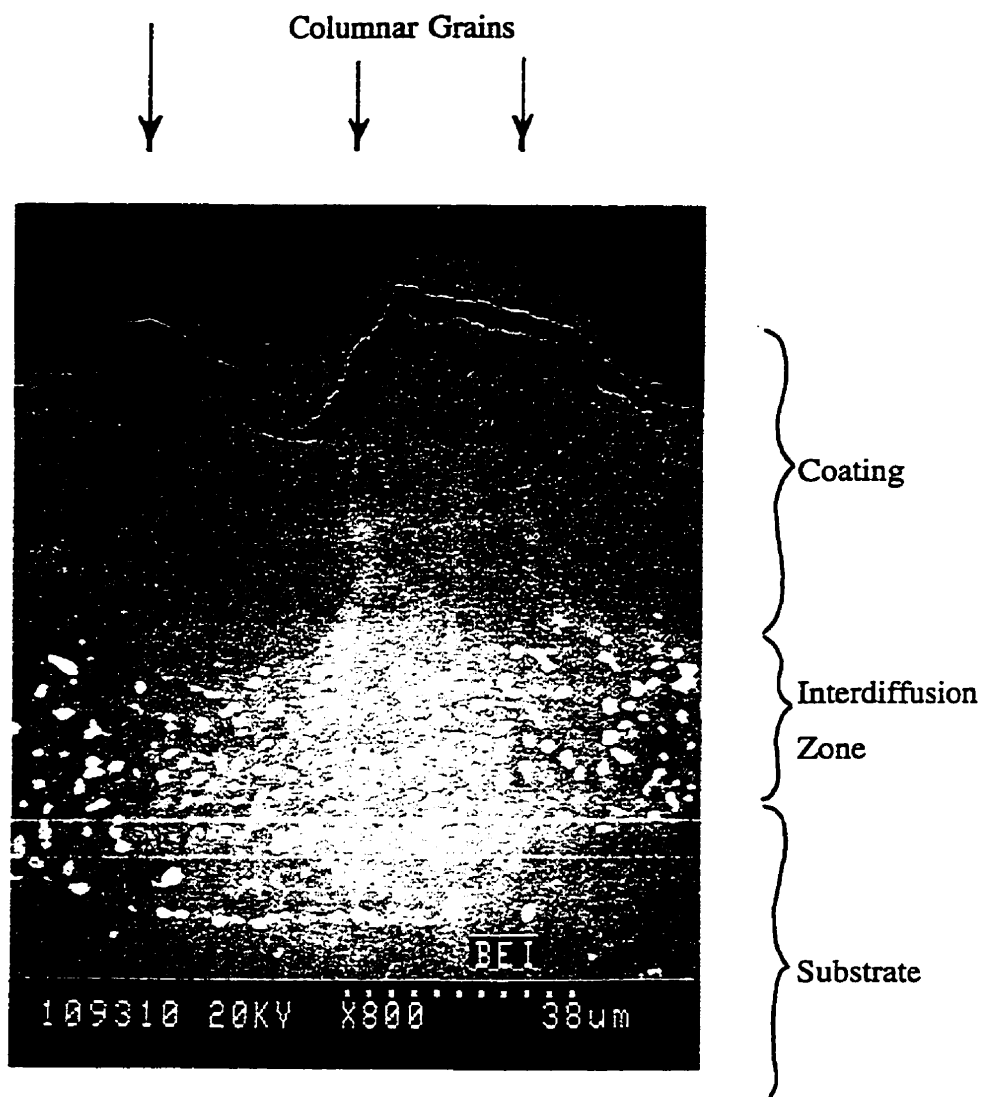 Columnar Grains
Coating
Interdiffusion
Zone
Substrate
BEI
109310 20KV X800 38um